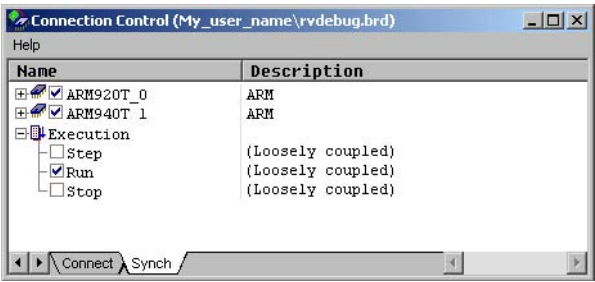 Connection Control (My_user_name\rvdebug.brd)
Help
Name Description
ARM920T_0 ARM
ARM940T_1 ARM
Execution
Step (Loosely coupled)
Run (Loosely coupled)
Stop (Loosely coupled)
Connect Synch